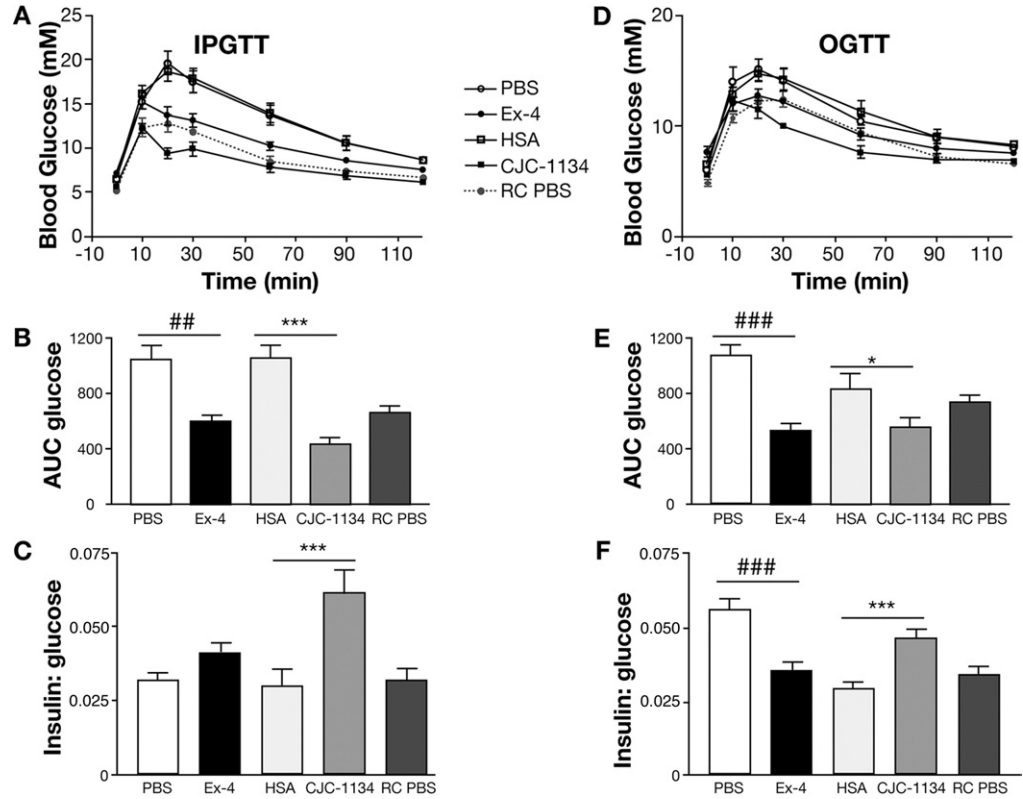 A
IPGTT
Blood Glucose (mM)
25
20
15
10
5
0
-10 10 30 50 70 90 110
Time (min)
PBS
Ex-4
HSA
CJC-1134
RC PBS
D
OGTT
Blood Glucose (mM)
20
10
0
-10 10 30 50 70 90 110
Time (min)
B
AUC glucose
1200
800
400
0
##
***
PBS Ex-4 HSA CJC-1134 RC PBS
E
AUC glucose
1200
800
400
0
###
*
PBS Ex-4 HSA CJC-1134 RC PBS
C
Insulin: glucose
0.075
0.050
0.025
0
***
PBS Ex-4 HSA CJC-1134 RC PBS
F
Insulin: glucose
0.075
0.050
0.025
0
###
***
PBS Ex-4 HSA CJC-1134 RC PBS